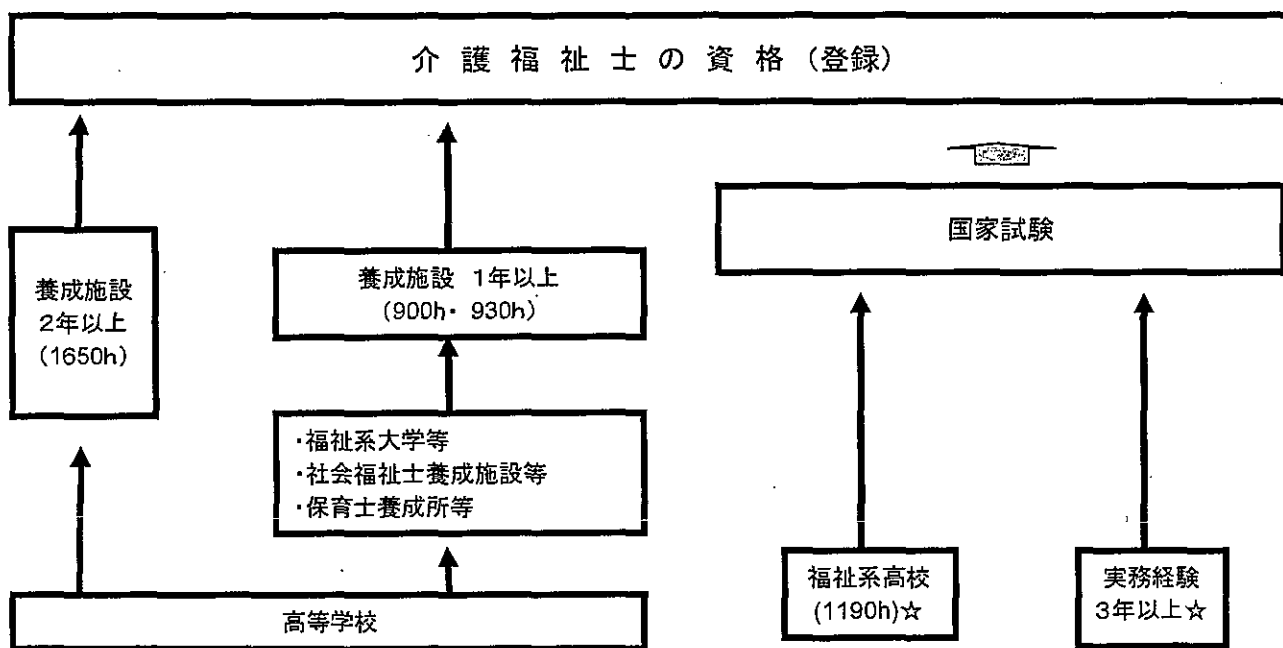 介護福祉士の資格(登録)
国家試験
養成施設
2年以上
(1650h)
養成施設 1年以上
(900h・930h)
・福祉系大学等
・社会福祉士養成施設等
・保育士養成所等
福祉系高校
(1190h)☆
実務経験
3年以上☆
高等学校